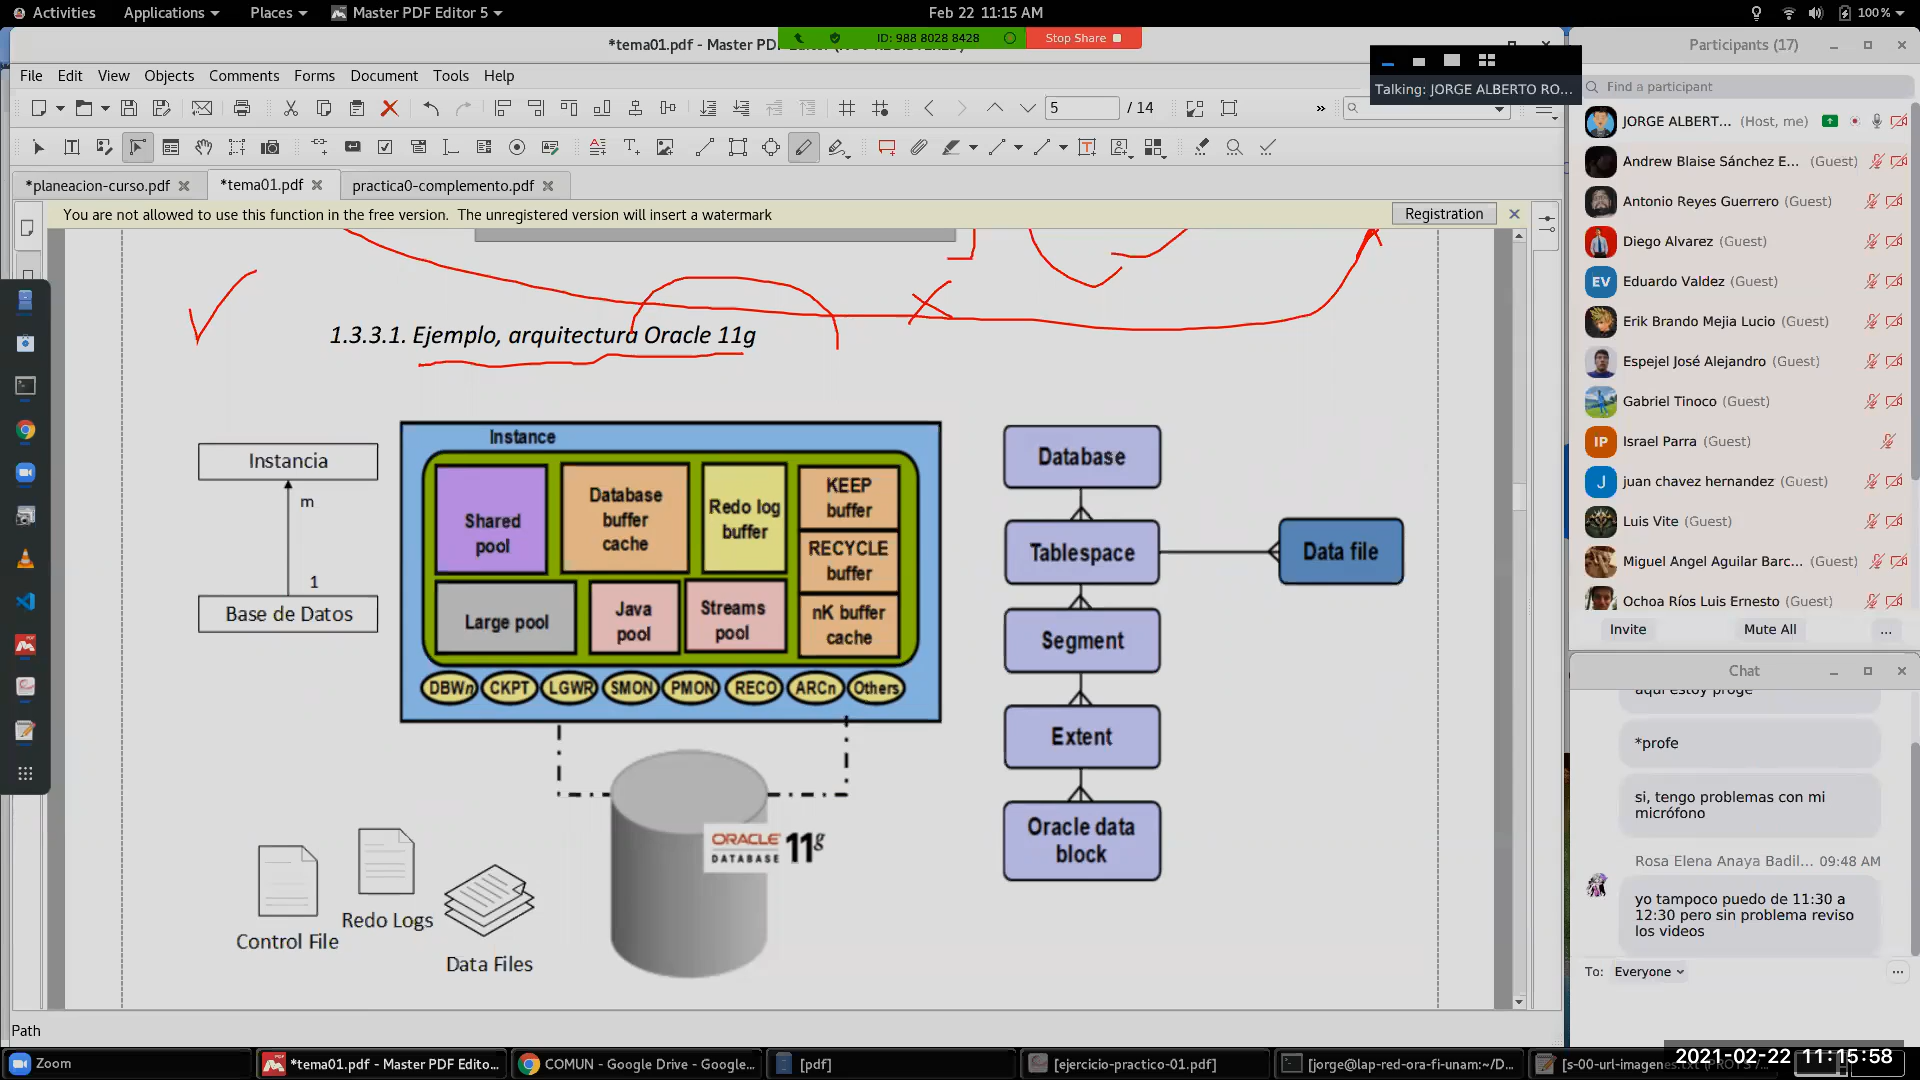 Activities
Applications
Places
Master PDF Editor 5
Feb 22 11:15 AM
100 %
*tema01.pdf - Master PD
ID: 988 8028 8428
Stop Share
Talking: JORGE ALBERTO RO...
File Edit View Objects Comments Forms Document Tools Help
5 / 14
*planeacion-curso.pdf
*tema01.pdf
practica0-complemento.pdf
You are not allowed to use this function in the free version. The unregistered version will insert a watermark
Registration
1.3.3.1. Ejemplo, arquitectura Oracle 11g
Instancia
m
1
Base de Datos
Instance
Shared
pool
Database
buffer
cache
Redo log
buffer
KEEP
buffer
RECYCLE
buffer
nK buffer
cache
Large pool
Java
pool
Streams
pool
DBWn CKPT LGWR SMON PMON RECO ARCn Others
ORACLE 11g
DATABASE
Control File
Redo Logs
Data Files
Database
Tablespace
Data file
Segment
Extent
Oracle data
block
Path
Participants (17)
Find a participant
JORGE ALBERT... (Host, me)
Andrew Blaise Sánchez E... (Guest)
Antonio Reyes Guerrero (Guest)
Diego Alvarez (Guest)
EV Eduardo Valdez (Guest)
Erik Brando Mejia Lucio (Guest)
Espejel José Alejandro (Guest)
Gabriel Tinoco (Guest)
IP Israel Parra (Guest)
J juan chavez hernandez (Guest)
Luis Vite (Guest)
Miguel Angel Aguilar Barc... (Guest)
Ochoa Ríos Luis Ernesto (Guest)
Invite
Mute All
...
Chat
aqui estoy proge
*profe
si, tengo problemas con mi
micrófono
Rosa Elena Anaya Badil... 09:48 AM
yo tampoco puedo de 11:30 a
12:30 pero sin problema reviso
los videos
To: Everyone
Zoom
*tema01.pdf - Master PDF Edito...
COMUN - Google Drive - Google...
[pdf]
[ejercicio-practico-01.pdf]
[jorge@lap-red-ora-fi-unam:~/D...
2021-02-22 11:15:58